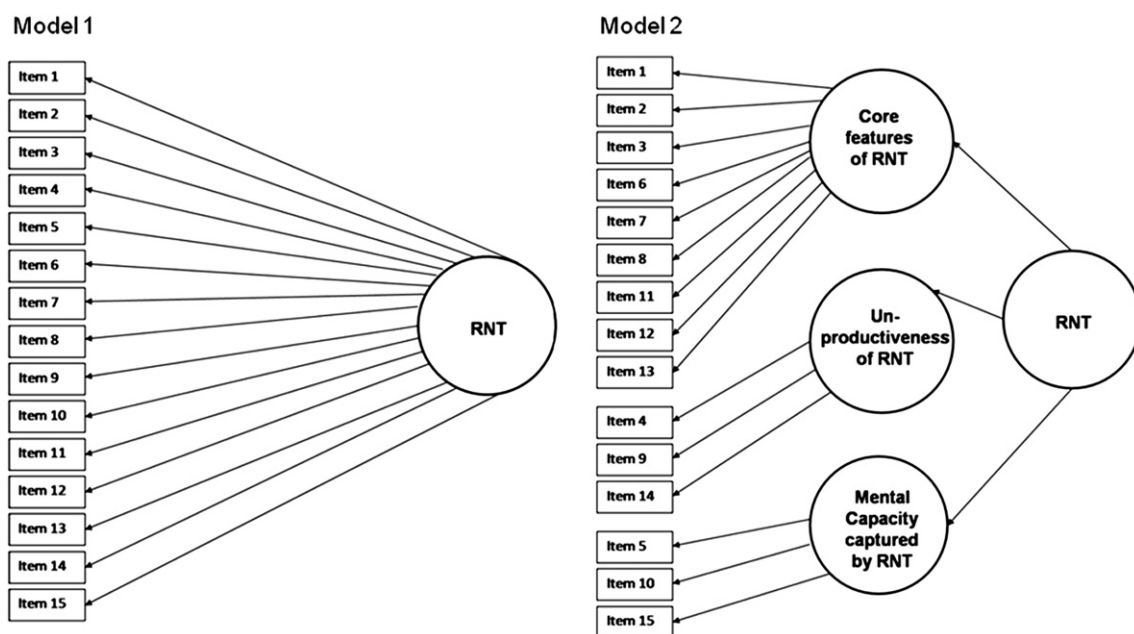 Model 1
Item 1
Item 2
Item 3
Item 4
Item 5
Item 6
Item 7
Item 8
Item 9
Item 10
Item 11
Item 12
Item 13
Item 14
Item 15
RNT
Model 2
Item 1
Item 2
Item 3
Item 6
Item 7
Item 8
Item 11
Item 12
Item 13
Item 4
Item 9
Item 14
Item 5
Item 10
Item 15
Core
features
of RNT
Un-
productiveness
of RNT
Mental
Capacity
captured
by RNT
RNT